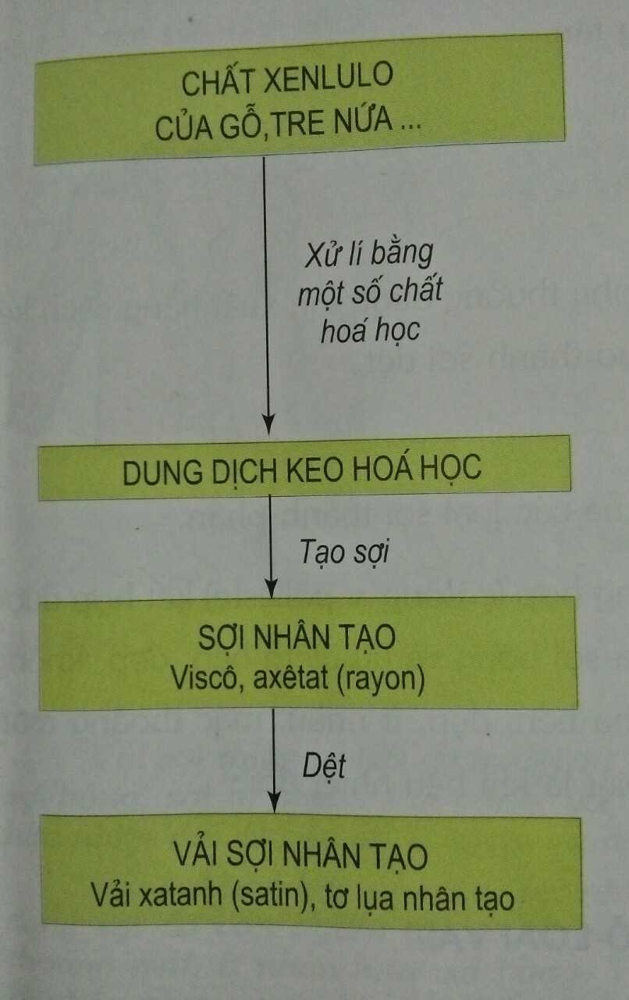 CHẤT XENLULO
CỦA GỖ,TRE NỨA ...
Xử lí bằng
một số chất
hoá học
DUNG DỊCH KEO HOÁ HỌC
Tạo sợi
SỢI NHÂN TẠO
Viscô, axêtat (rayon)
Dệt
VẢI SỢI NHÂN TẠO
Vải xatanh (satin), tơ lụa nhân tạo